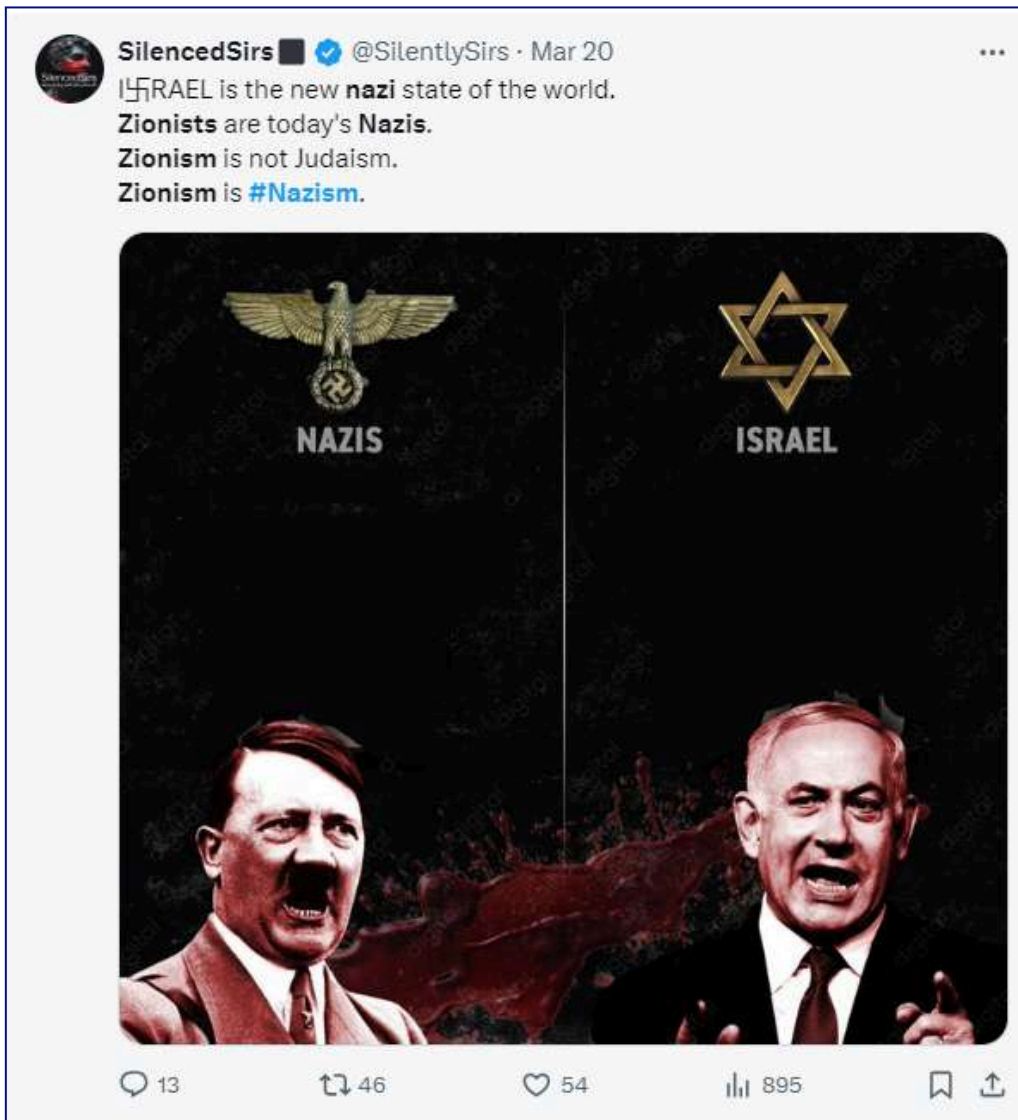 SilencedSirs @SilentlySirs · Mar 20
I卐RAEL is the new nazi state of the world.
Zionists are today's Nazis.
Zionism is not Judaism.
Zionism is #Nazism.
NAZIS
ISRAEL
13 46 54 895